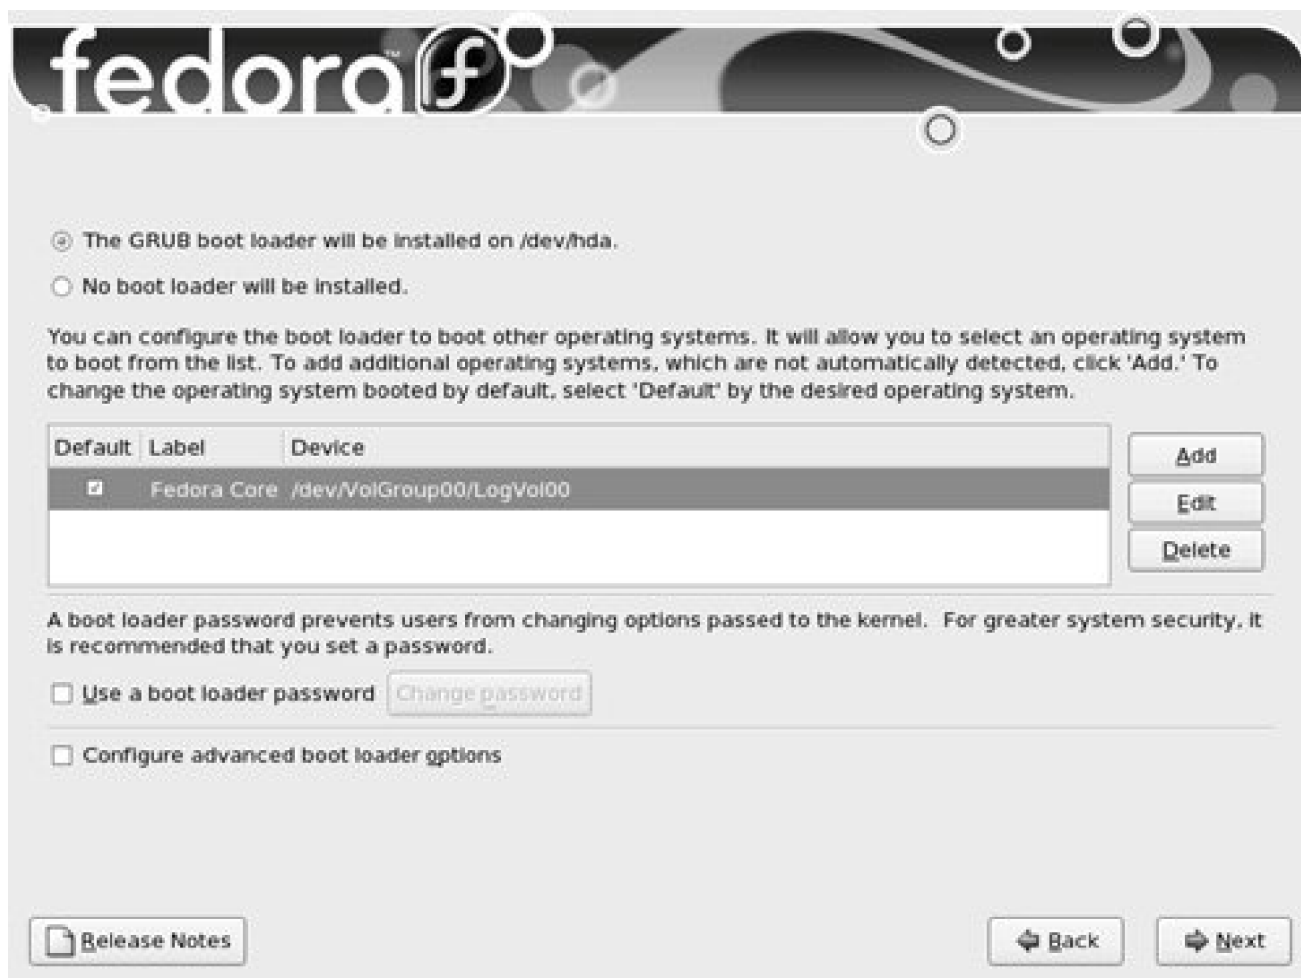 fedora™ f
The GRUB boot loader will be installed on /dev/hda.
No boot loader will be installed.
You can configure the boot loader to boot other operating systems. It will allow you to select an operating system
to boot from the list. To add additional operating systems, which are not automatically detected, click 'Add.' To
change the operating system booted by default, select 'Default' by the desired operating system.
Default Label Device
Fedora Core /dev/VolGroup00/LogVol00
Add
Edit
Delete
A boot loader password prevents users from changing options passed to the kernel. For greater system security, it
is recommended that you set a password.
Use a boot loader password Change password
Configure advanced boot loader options
Release Notes Back Next